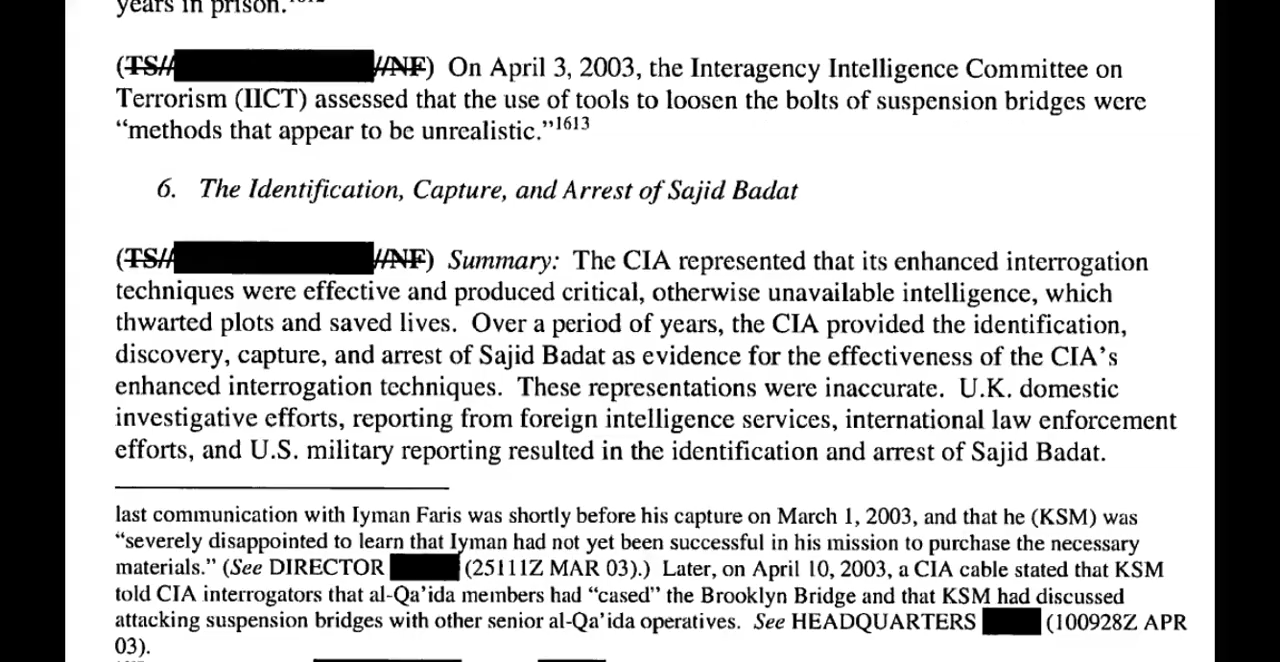 years in prison.
(TS// //NF) On April 3, 2003, the Interagency Intelligence Committee on
Terrorism (IICT) assessed that the use of tools to loosen the bolts of suspension bridges were
“methods that appear to be unrealistic.”1613
6. The Identification, Capture, and Arrest of Sajid Badat
(TS// //NF) Summary: The CIA represented that its enhanced interrogation
techniques were effective and produced critical, otherwise unavailable intelligence, which
thwarted plots and saved lives. Over a period of years, the CIA provided the identification,
discovery, capture, and arrest of Sajid Badat as evidence for the effectiveness of the CIA’s
enhanced interrogation techniques. These representations were inaccurate. U.K. domestic
investigative efforts, reporting from foreign intelligence services, international law enforcement
efforts, and U.S. military reporting resulted in the identification and arrest of Sajid Badat.
last communication with Iyman Faris was shortly before his capture on March 1, 2003, and that he (KSM) was
“severely disappointed to learn that Iyman had not yet been successful in his mission to purchase the necessary
materials.” (See DIRECTOR (25111Z MAR 03).) Later, on April 10, 2003, a CIA cable stated that KSM
told CIA interrogators that al-Qa’ida members had “cased” the Brooklyn Bridge and that KSM had discussed
attacking suspension bridges with other senior al-Qa’ida operatives. See HEADQUARTERS (100928Z APR
03).